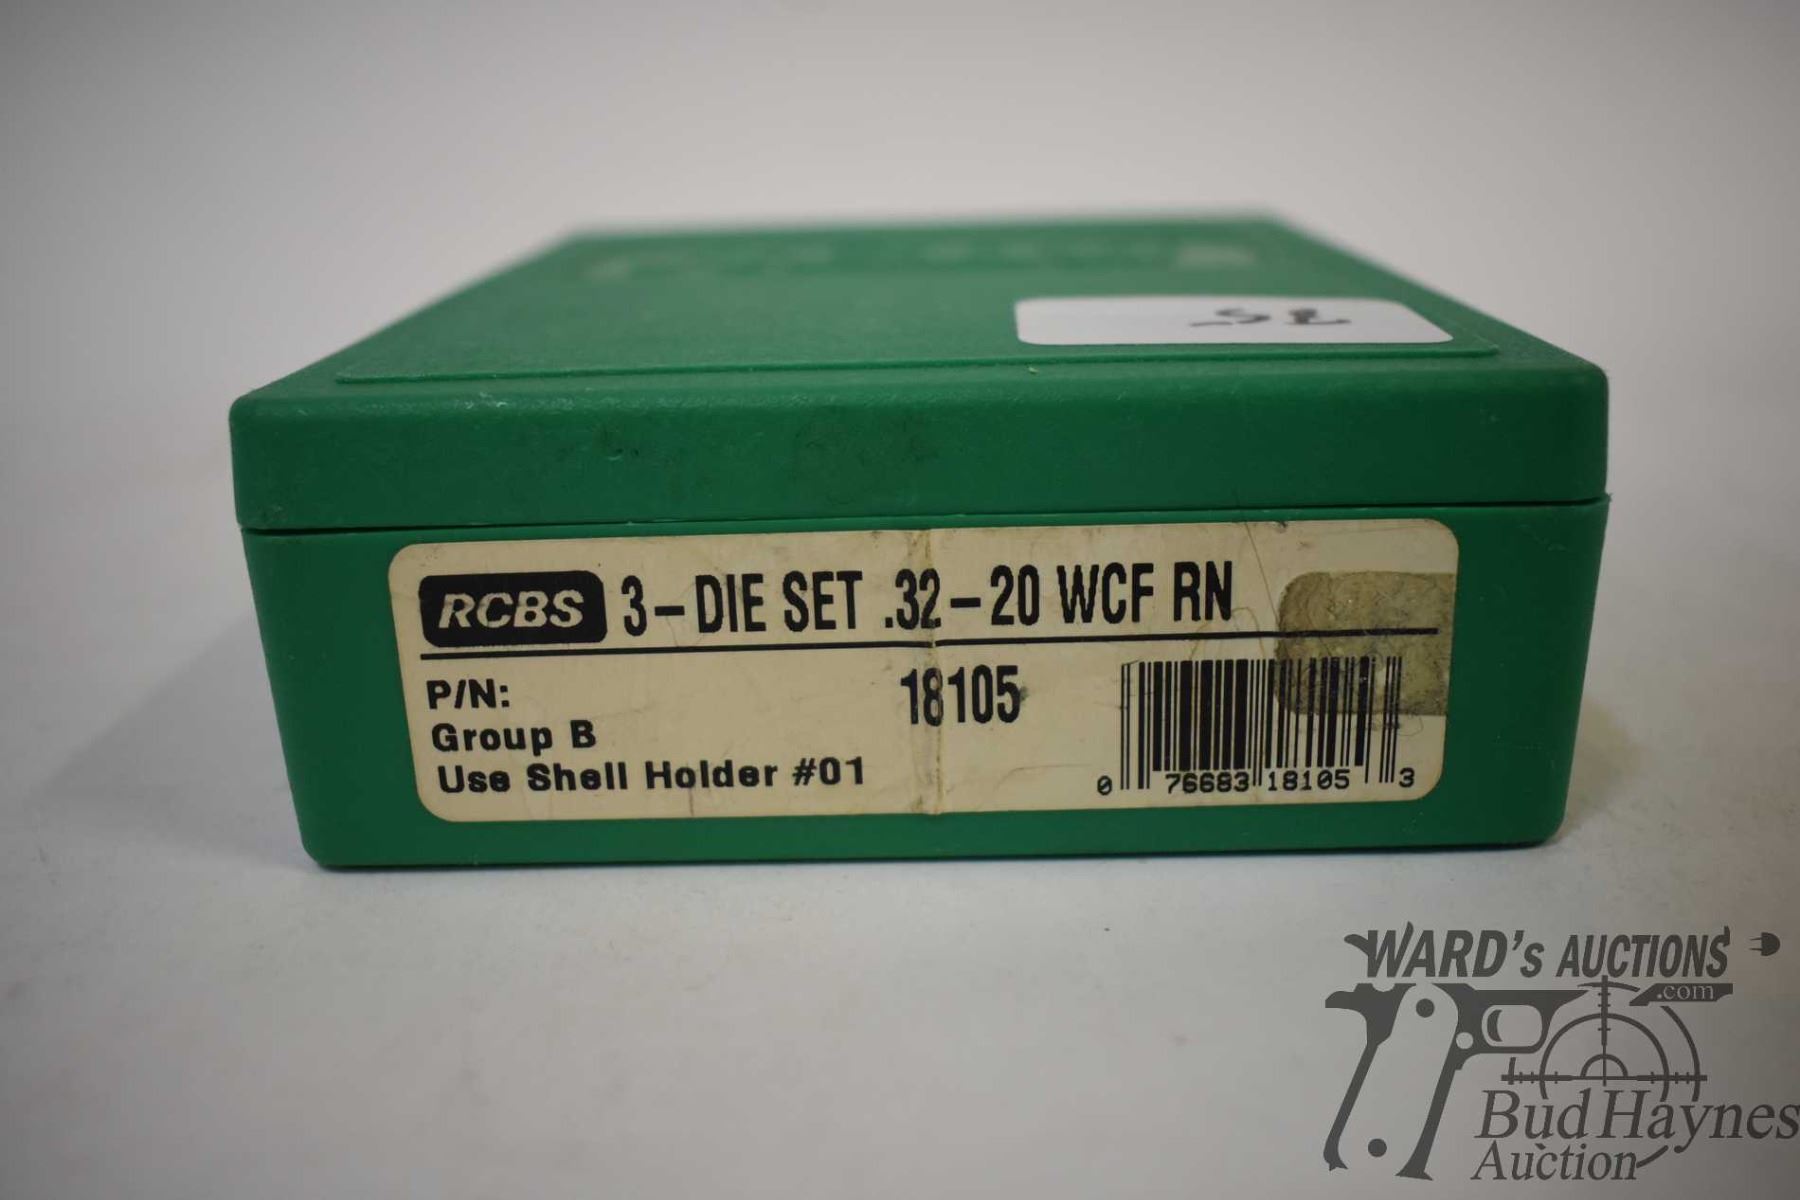 RCBS 3-DIE SET .32-20 WCF RN
P/N: 18105
Group B
Use Shell Holder #01
0 76683 18105 3
WARD's AUCTIONS
.com
Bud Haynes
Auction